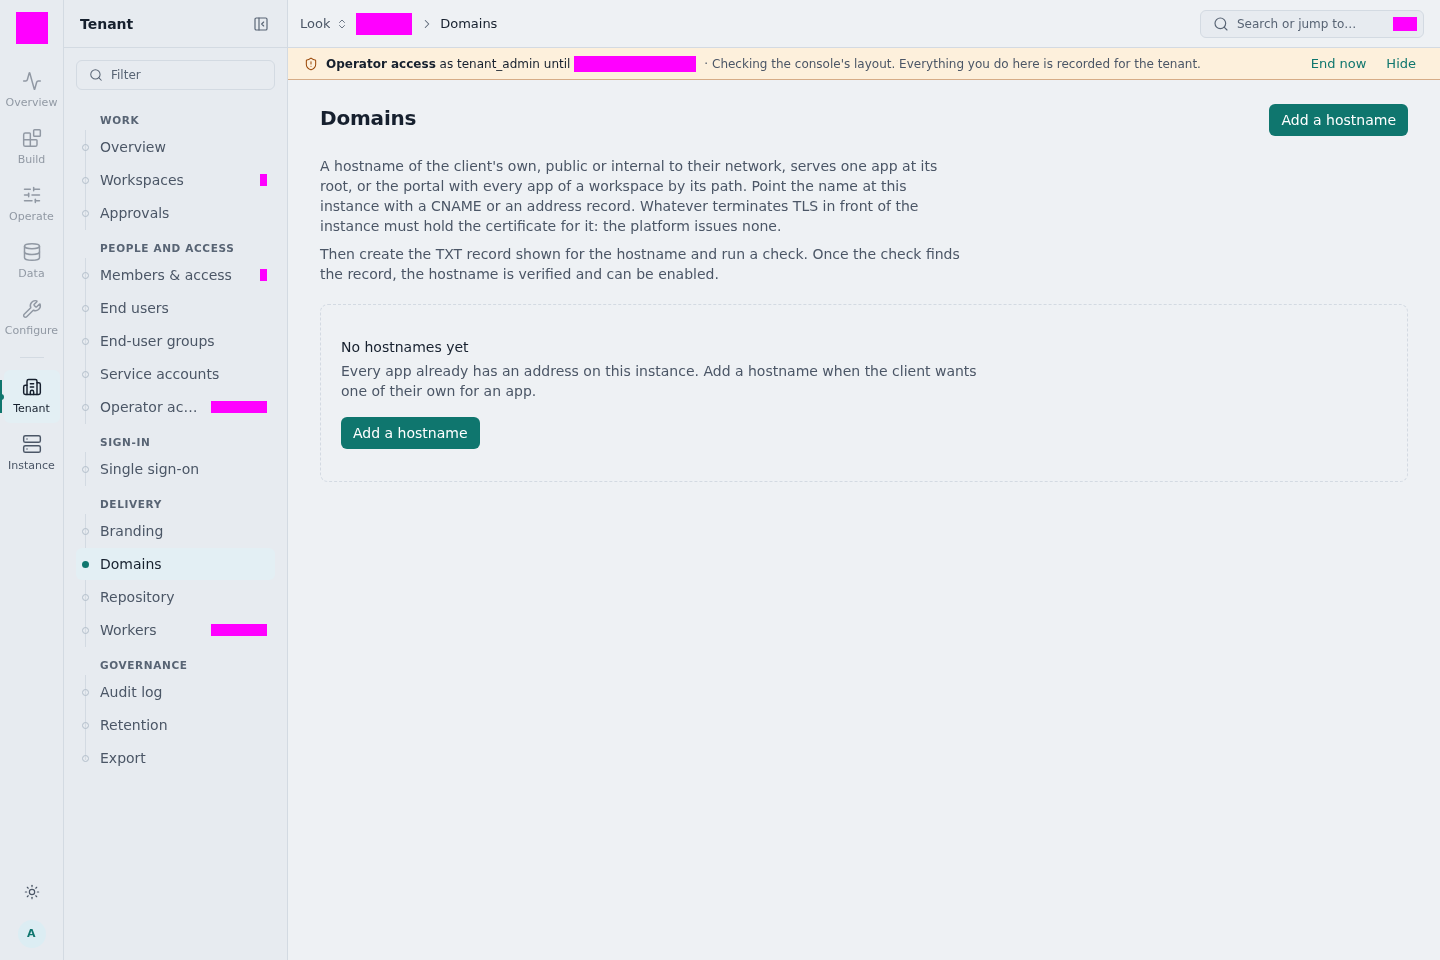 Tenant
Look
Domains
Search or jump to...
Operator access as tenant_admin until · Checking the console's layout. Everything you do here is recorded for the tenant.
End now
Hide
Overview
Build
Operate
Data
Configure
Tenant
Instance
A
Filter
WORK
Overview
Workspaces
Approvals
PEOPLE AND ACCESS
Members & access
End users
End-user groups
Service accounts
Operator ac...
SIGN-IN
Single sign-on
DELIVERY
Branding
Domains
Repository
Workers
GOVERNANCE
Audit log
Retention
Export
Domains
Add a hostname
A hostname of the client's own, public or internal to their network, serves one app at its
root, or the portal with every app of a workspace by its path. Point the name at this
instance with a CNAME or an address record. Whatever terminates TLS in front of the
instance must hold the certificate for it: the platform issues none.
Then create the TXT record shown for the hostname and run a check. Once the check finds
the record, the hostname is verified and can be enabled.
No hostnames yet
Every app already has an address on this instance. Add a hostname when the client wants
one of their own for an app.
Add a hostname